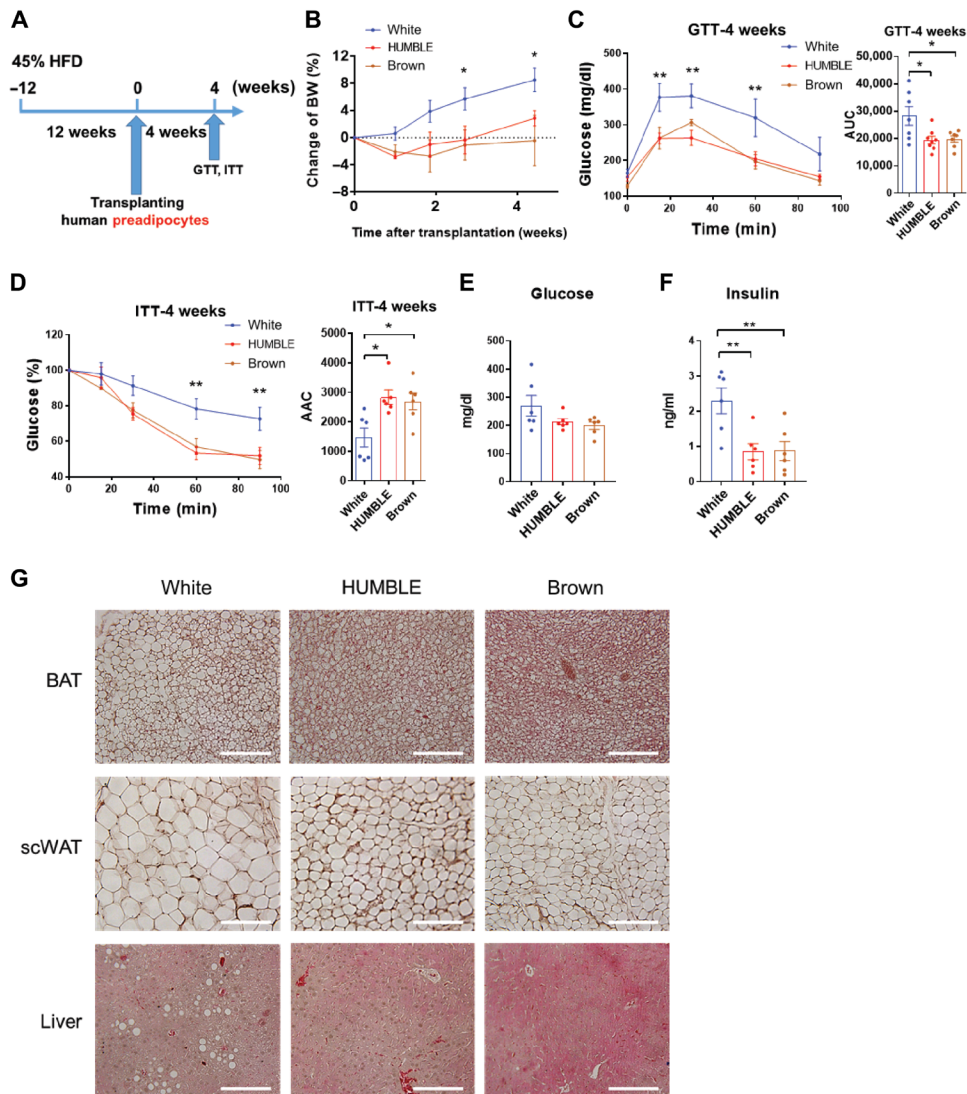 A
45% HFD
–12
0
4
(weeks)
12 weeks
4 weeks
GTT, ITT
Transplanting
human preadipocytes
B
Change of BW (%)
White
HUMBLE
Brown
12
8
4
0
–4
–8
*
*
0
2
4
Time after transplantation (weeks)
C
GTT-4 weeks
Glucose (mg/dl)
White
HUMBLE
Brown
500
400
300
200
100
**
**
**
0
20
40
60
80
100
Time (min)
GTT-4 weeks
AUC
50,000
40,000
30,000
20,000
10,000
0
*
*
White
HUMBLE
Brown
D
ITT-4 weeks
Glucose (%)
White
HUMBLE
Brown
120
100
80
60
40
**
**
0
20
40
60
80
100
Time (min)
ITT-4 weeks
AAC
5000
4000
3000
2000
1000
0
*
*
White
HUMBLE
Brown
E
Glucose
mg/dl
500
400
300
200
100
0
White
HUMBLE
Brown
F
Insulin
ng/ml
4
3
2
1
0
**
**
White
HUMBLE
Brown
G
White
HUMBLE
Brown
BAT
scWAT
Liver